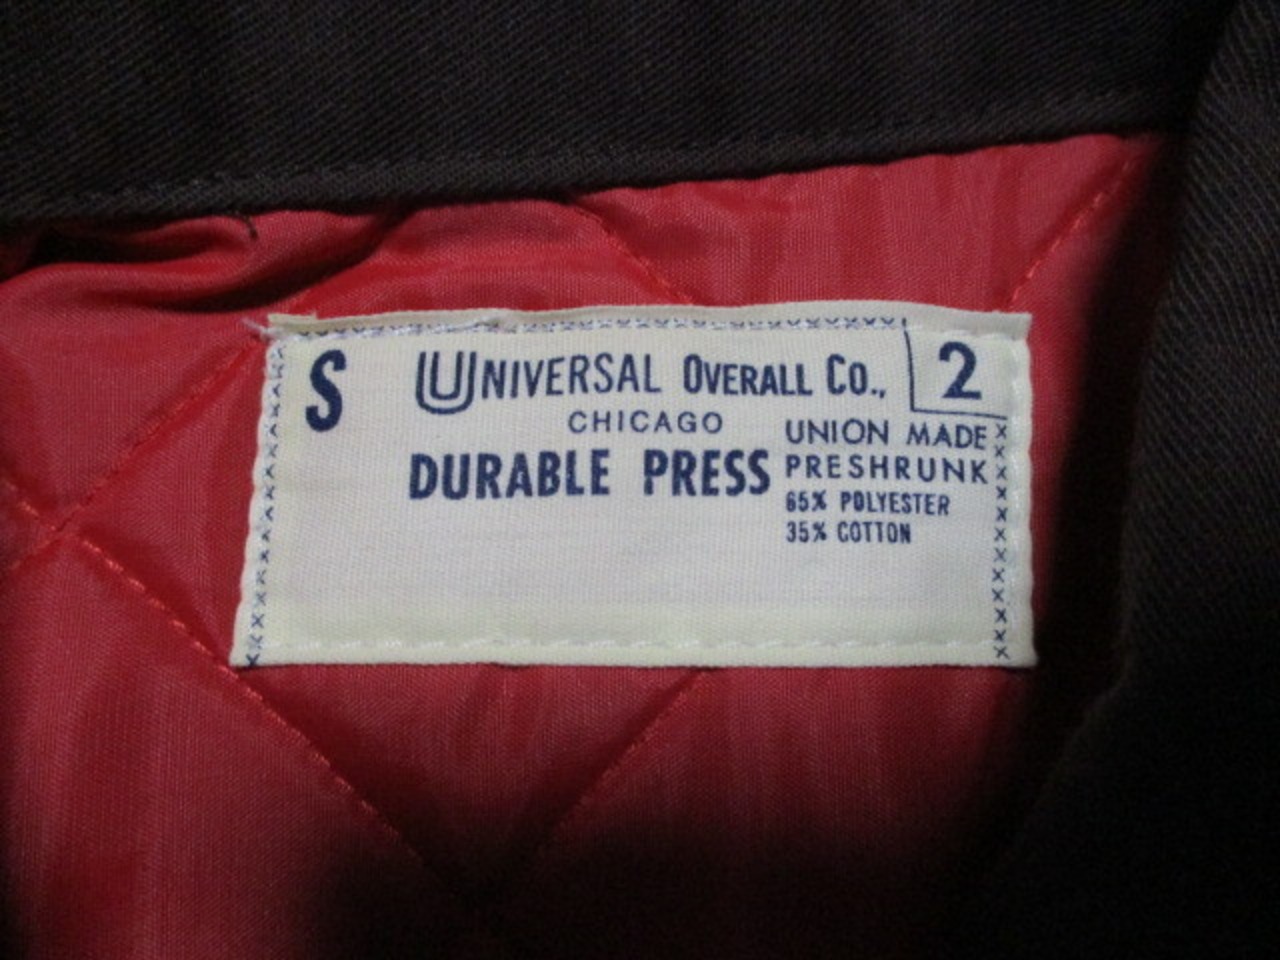 S
UNIVERSAL OVERALL CO.,
2
CHICAGO
DURABLE PRESS
UNION MADE
PRESHRUNK
65% POLYESTER
35% COTTON